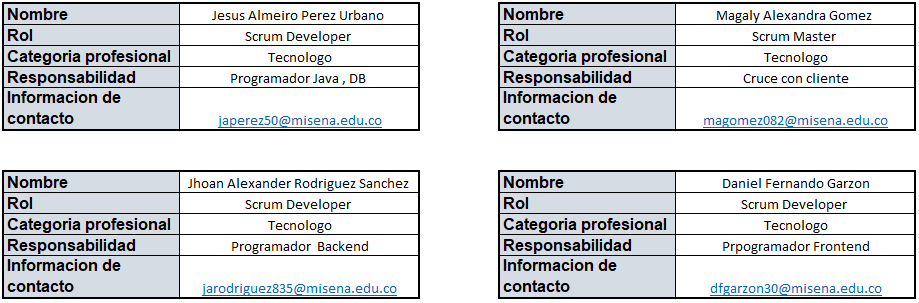 Nombre Jesus Almeiro Perez Urbano
Rol Scrum Developer
Categoria profesional Tecnologo
Responsabilidad Programador Java , DB
Informacion de
contacto japerez50@misena.edu.co
Nombre Magaly Alexandra Gomez
Rol Scrum Master
Categoria profesional Tecnologo
Responsabilidad Cruce con cliente
Informacion de
contacto magomez082@misena.edu.co
Nombre Jhoan Alexander Rodriguez Sanchez
Rol Scrum Developer
Categoria profesional Tecnologo
Responsabilidad Programador  Backend
Informacion de
contacto jarodriguez835@misena.edu.co
Nombre Daniel Fernando Garzon
Rol Scrum Developer
Categoria profesional Tecnologo
Responsabilidad Prpogramador Frontend
Informacion de
contacto dfgarzon30@misena.edu.co